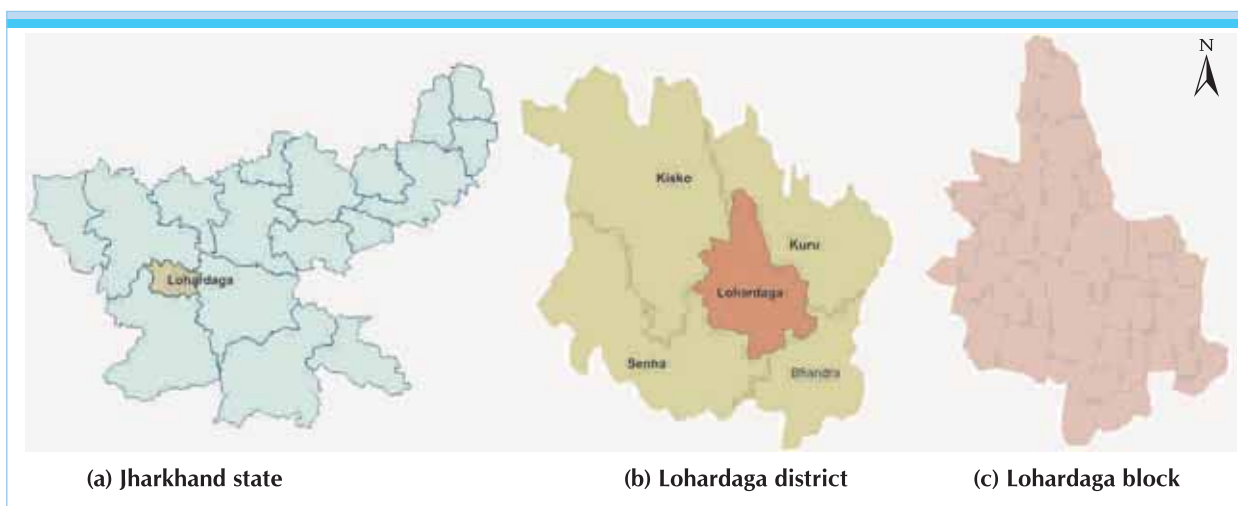 N
Lohardaga
Kisko
Kuru
Lohardaga
Senha
Bhandra
(a) Jharkhand state
(b) Lohardaga district
(c) Lohardaga block